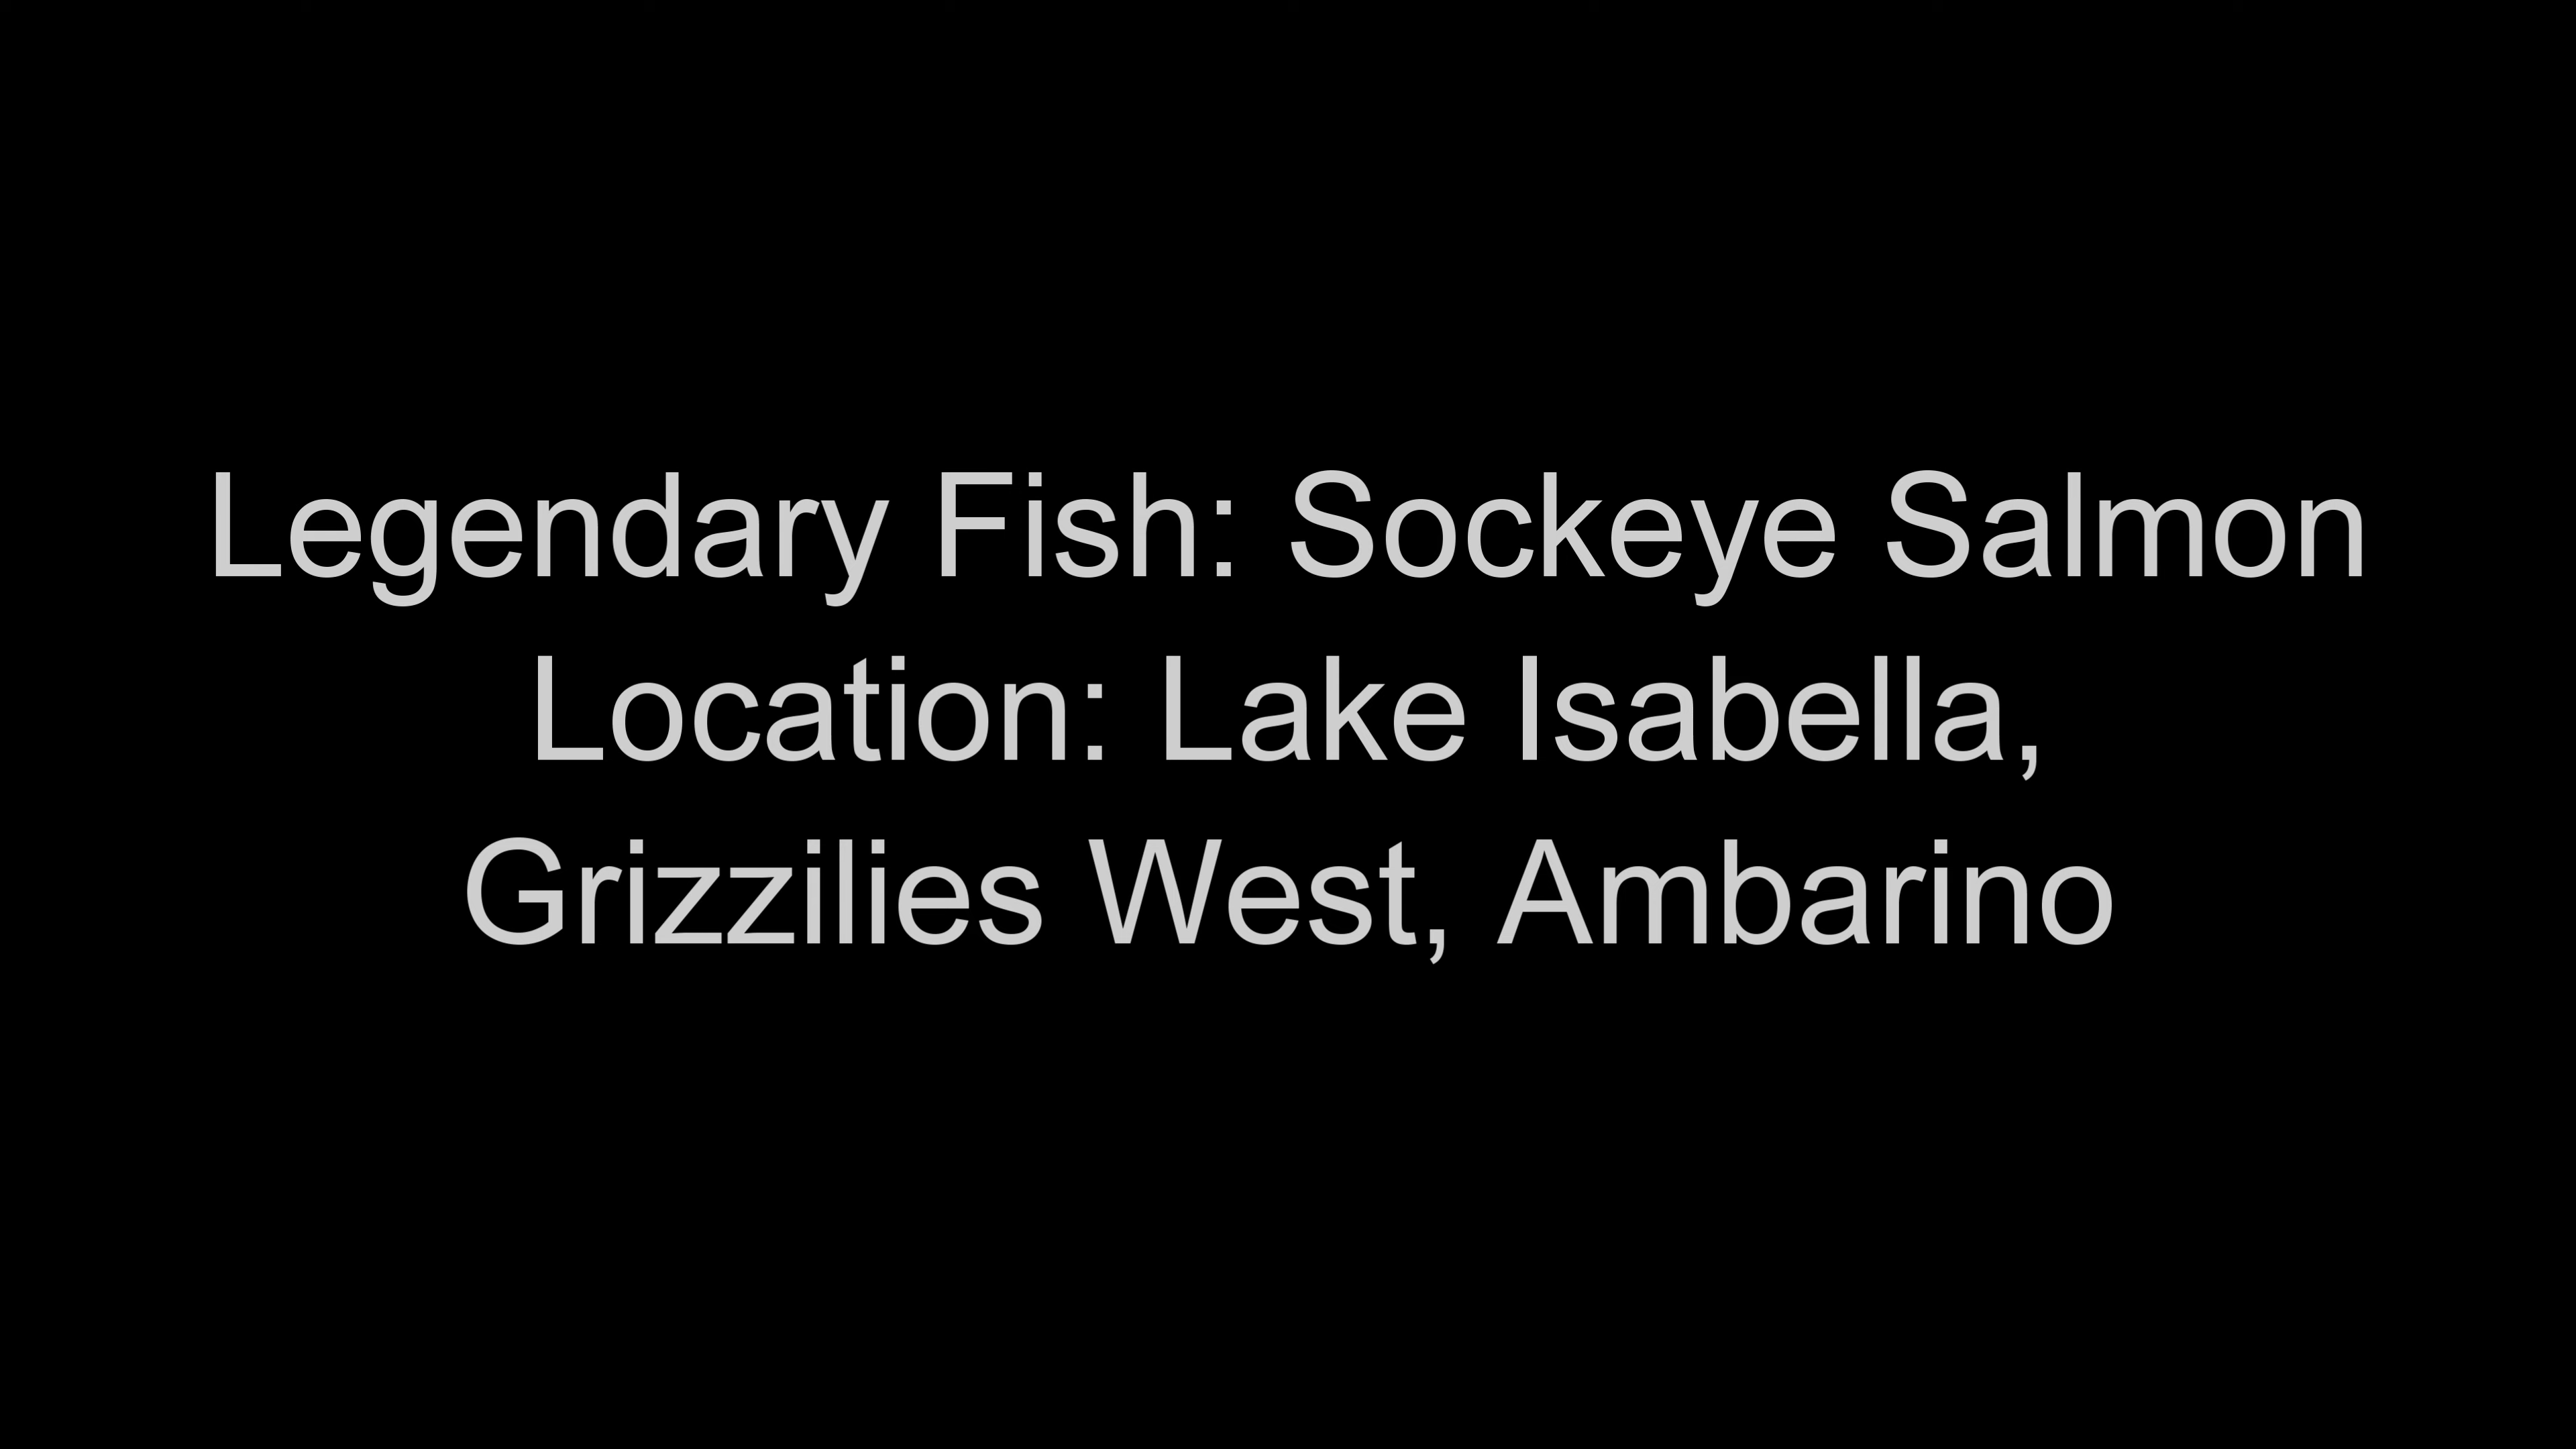 Legendary Fish: Sockeye Salmon
Location: Lake Isabella,
Grizzilies West, Ambarino